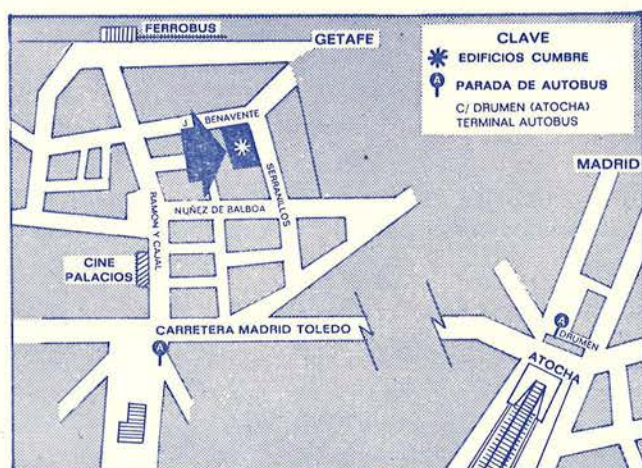 FERROBUS
GETAFE
CLAVE
EDIFICIOS CUMBRE
A PARADA DE AUTOBUS
C/ DRUMEN (ATOCHA)
TERMINAL AUTOBUS
J. BENAVENTE
MADRID
SERRANILLOS
RAMON Y CAJAL
NUÑEZ DE BALBOA
CINE
PALACIOS
CARRETERA MADRID TOLEDO
A
A
DRUMEN
ATOCHA